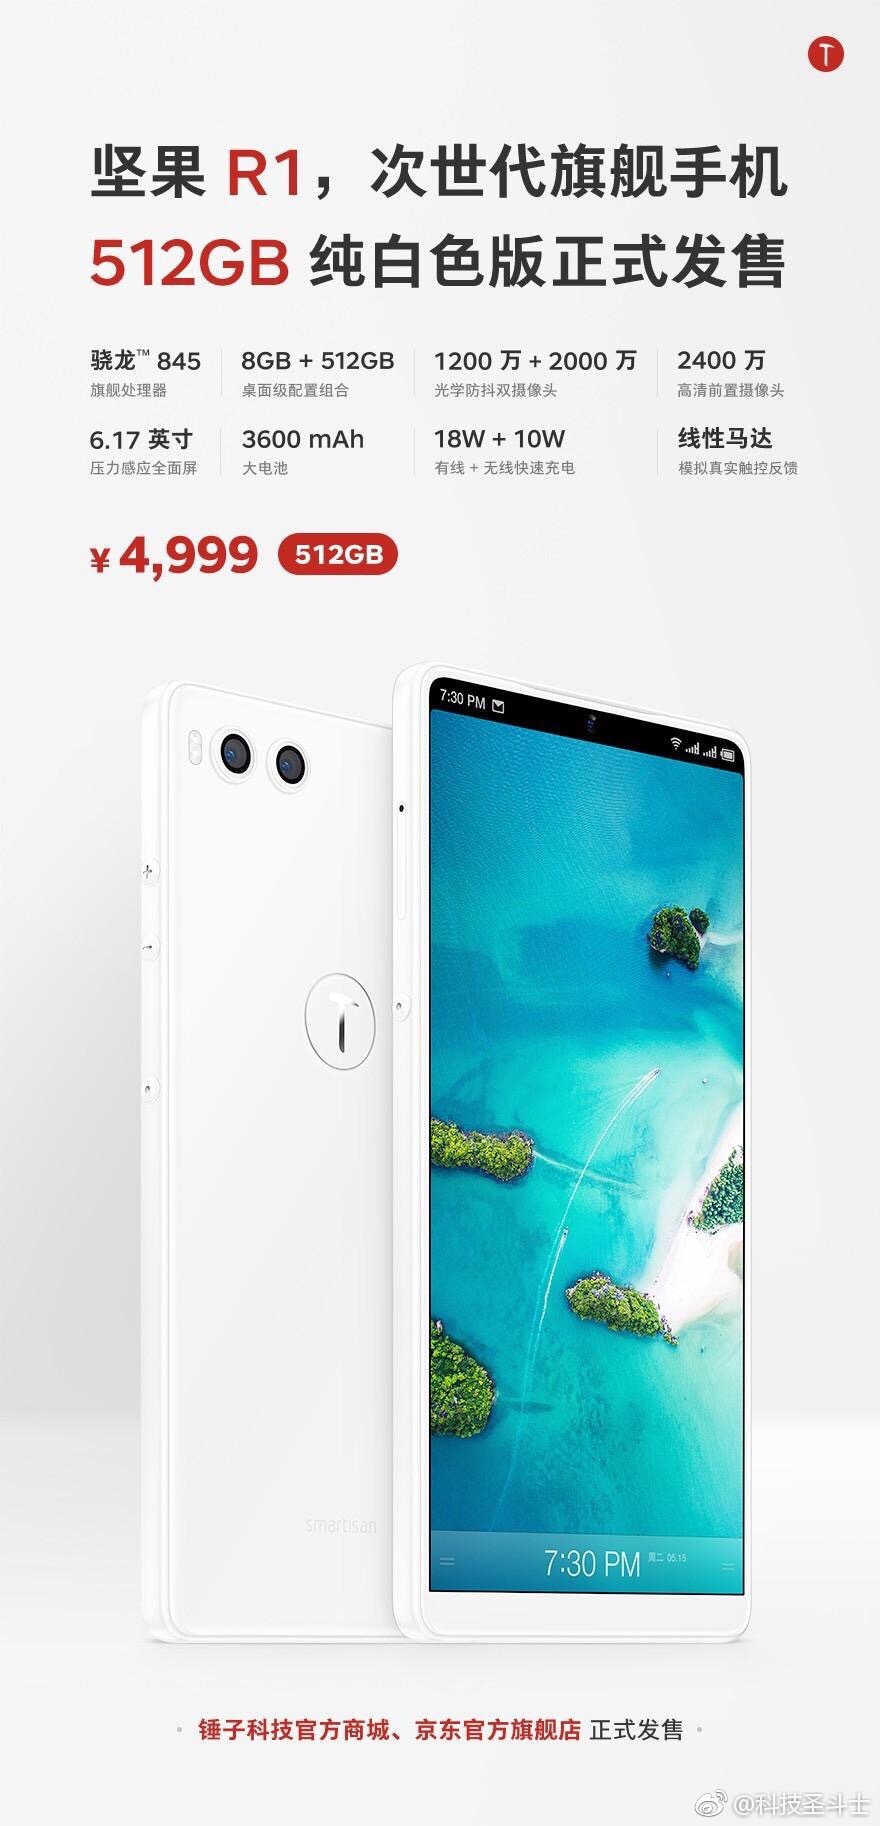 坚果 R1，次世代旗舰手机
512GB 纯白色版正式发售
骁龙™ 845 8GB + 512GB 1200 万 + 2000 万 2400 万
旗舰处理器 桌面级配置组合 光学防抖双摄像头 高清前置摄像头
6.17 英寸 3600 mAh 18W + 10W 线性马达
压力感应全面屏 大电池 有线 + 无线快速充电 模拟真实触控反馈
¥ 4,999 512GB
7:30 PM
smartisan
7:30 PM 周二 05.15
· 锤子科技官方商城、京东官方旗舰店 正式发售 ·
@科技圣斗士